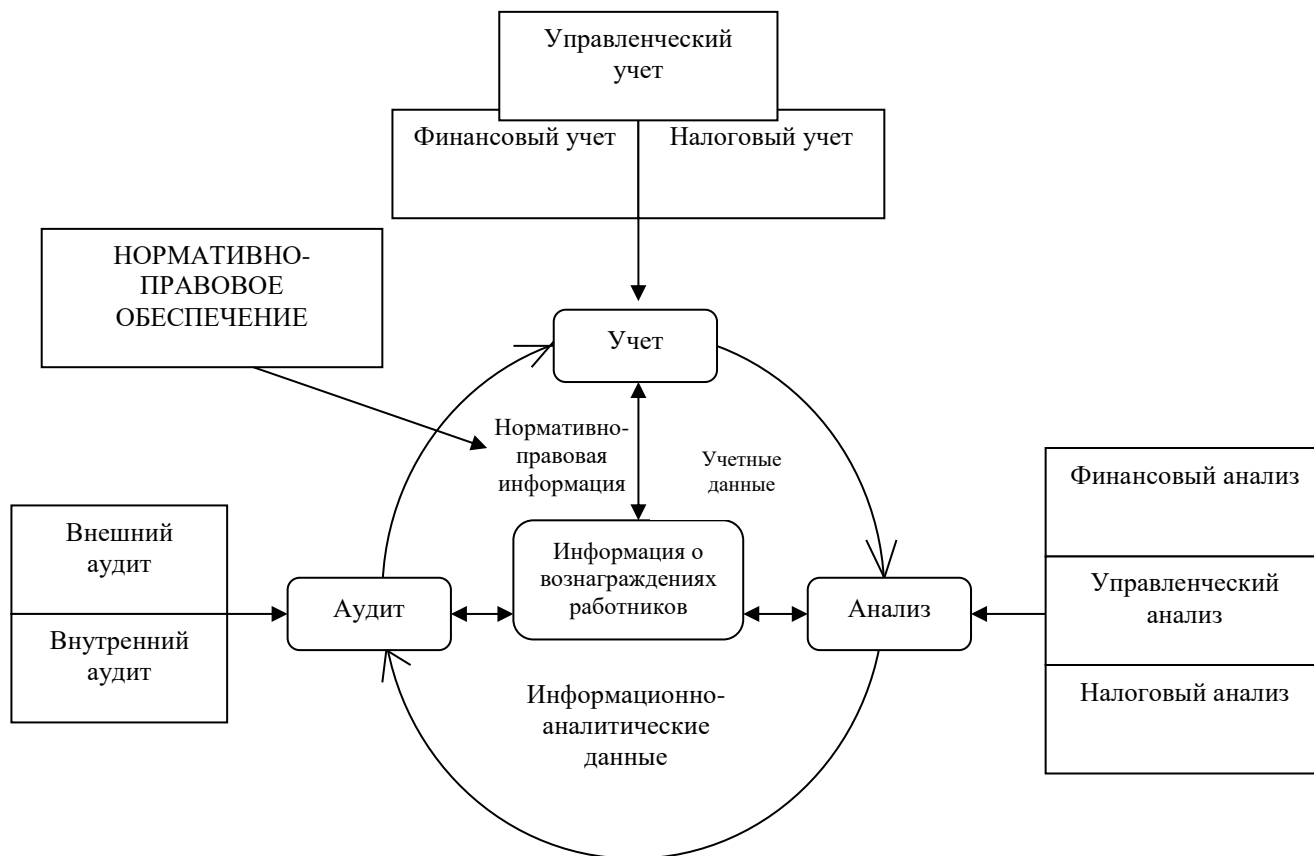 Управленческий
учет
Финансовый учет
Налоговый учет
НОРМАТИВНО-
ПРАВОВОЕ
ОБЕСПЕЧЕНИЕ
Учет
Нормативно-
правовая
информация
Учетные
данные
Финансовый анализ
Управленческий
анализ
Налоговый анализ
Внешний
аудит
Внутренний
аудит
Аудит
Информация о
вознаграждениях
работников
Анализ
Информационно-
аналитические
данные